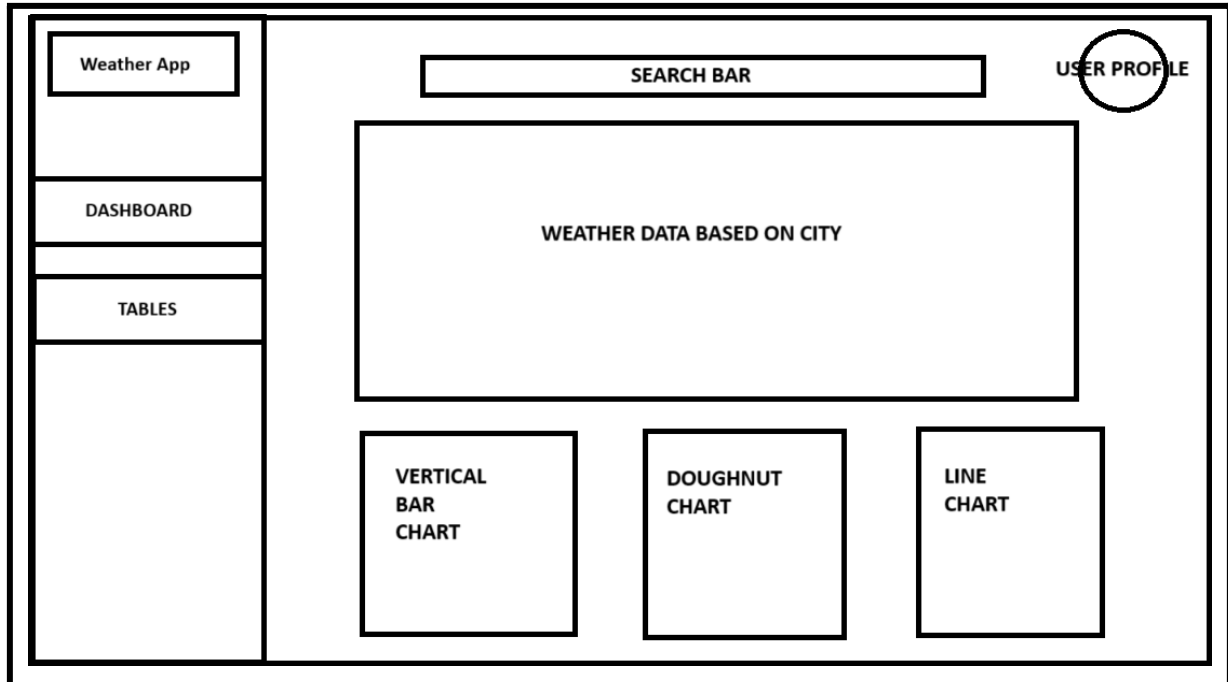 Weather App
SEARCH BAR
USER PROFILE
DASHBOARD
WEATHER DATA BASED ON CITY
TABLES
VERTICAL
BAR
CHART
DOUGHNUT
CHART
LINE
CHART